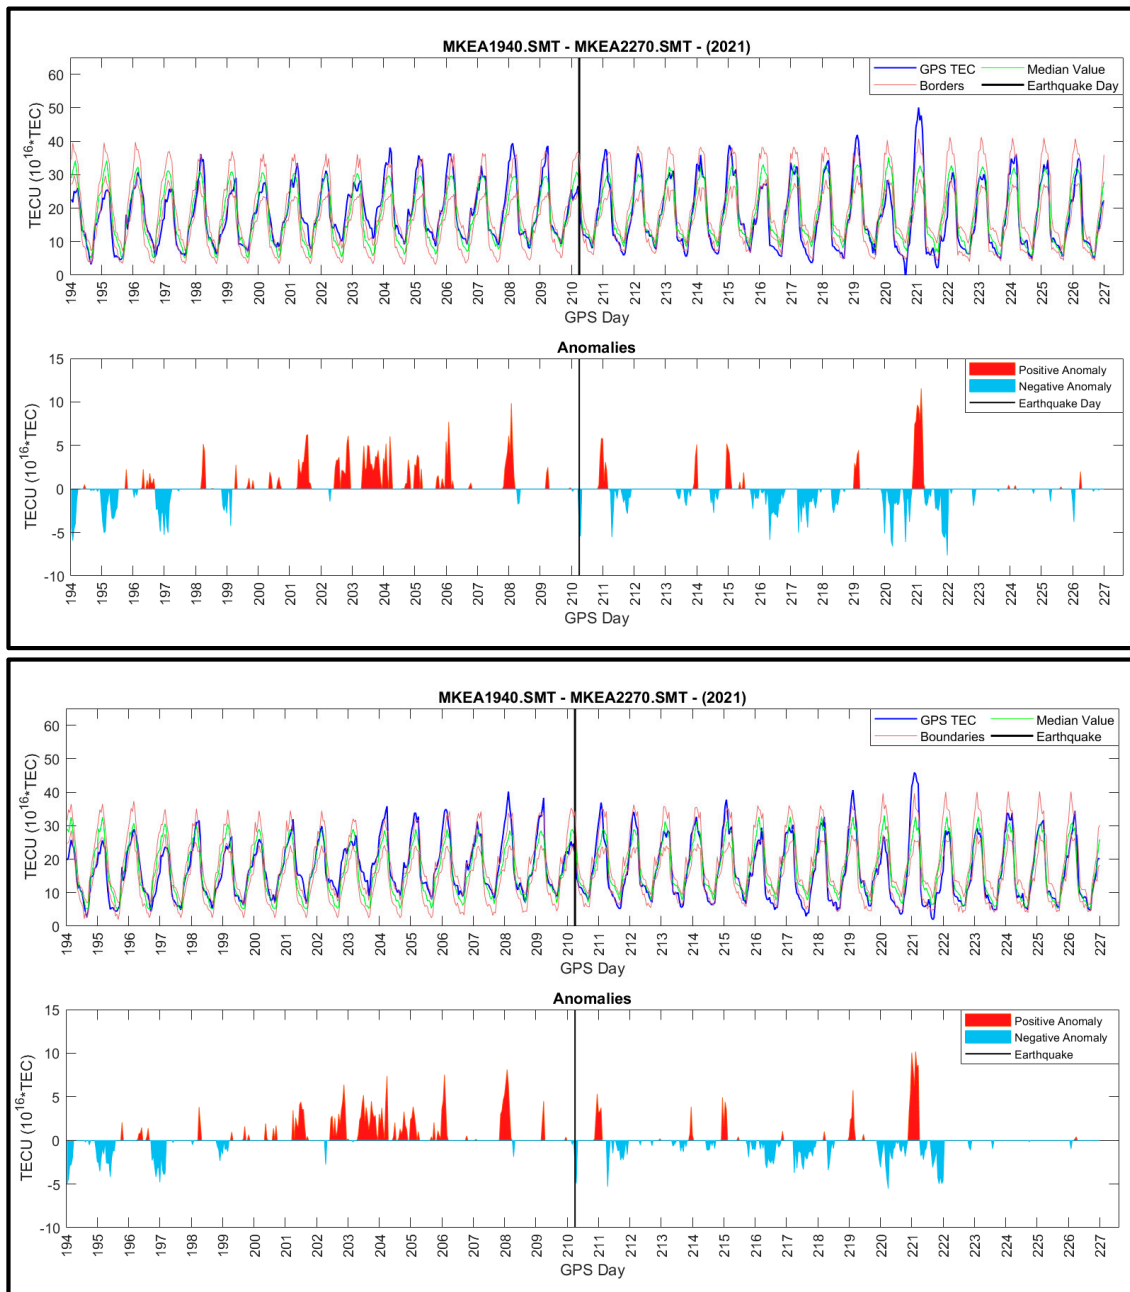 MKEA1940.SMT - MKEA2270.SMT - (2021)
TECU (10^16*TEC)
60
50
40
30
20
10
0
GPS TEC
Median Value
Borders
Earthquake Day
194 195 196 197 198 199 200 201 202 203 204 205 206 207 208 209 210 211 212 213 214 215 216 217 218 219 220 221 222 223 224 225 226 227
GPS Day
Anomalies
TECU (10^16*TEC)
15
10
5
0
-5
-10
Positive Anomaly
Negative Anomaly
Earthquake Day
194 195 196 197 198 199 200 201 202 203 204 205 206 207 208 209 210 211 212 213 214 215 216 217 218 219 220 221 222 223 224 225 226 227
GPS Day
MKEA1940.SMT - MKEA2270.SMT - (2021)
TECU (10^16*TEC)
60
50
40
30
20
10
0
GPS TEC
Median Value
Boundaries
Earthquake
194 195 196 197 198 199 200 201 202 203 204 205 206 207 208 209 210 211 212 213 214 215 216 217 218 219 220 221 222 223 224 225 226 227
GPS Day
Anomalies
TECU (10^16*TEC)
15
10
5
0
-5
-10
Positive Anomaly
Negative Anomaly
Earthquake
194 195 196 197 198 199 200 201 202 203 204 205 206 207 208 209 210 211 212 213 214 215 216 217 218 219 220 221 222 223 224 225 226 227
GPS Day